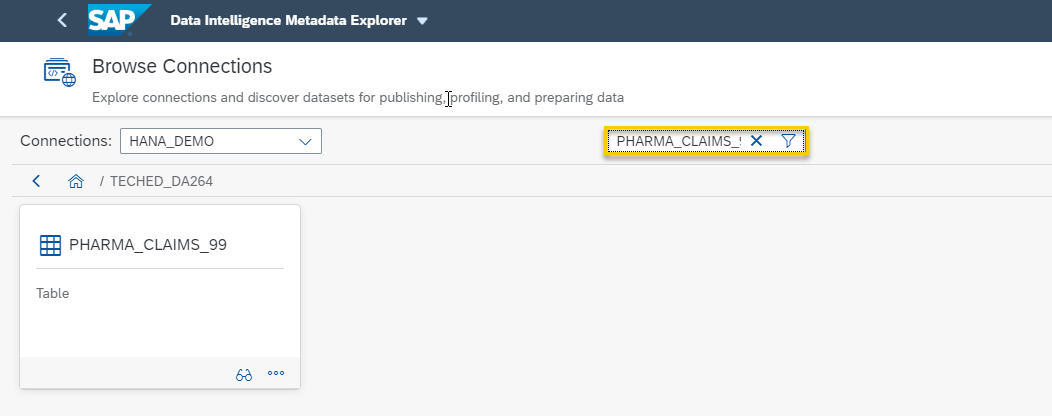 SAP Data Intelligence Metadata Explorer
Browse Connections
Explore connections and discover datasets for publishing, profiling, and preparing data
Connections: HANA_DEMO PHARMA_CLAIMS_
/ TECHED_DA264
PHARMA_CLAIMS_99
Table